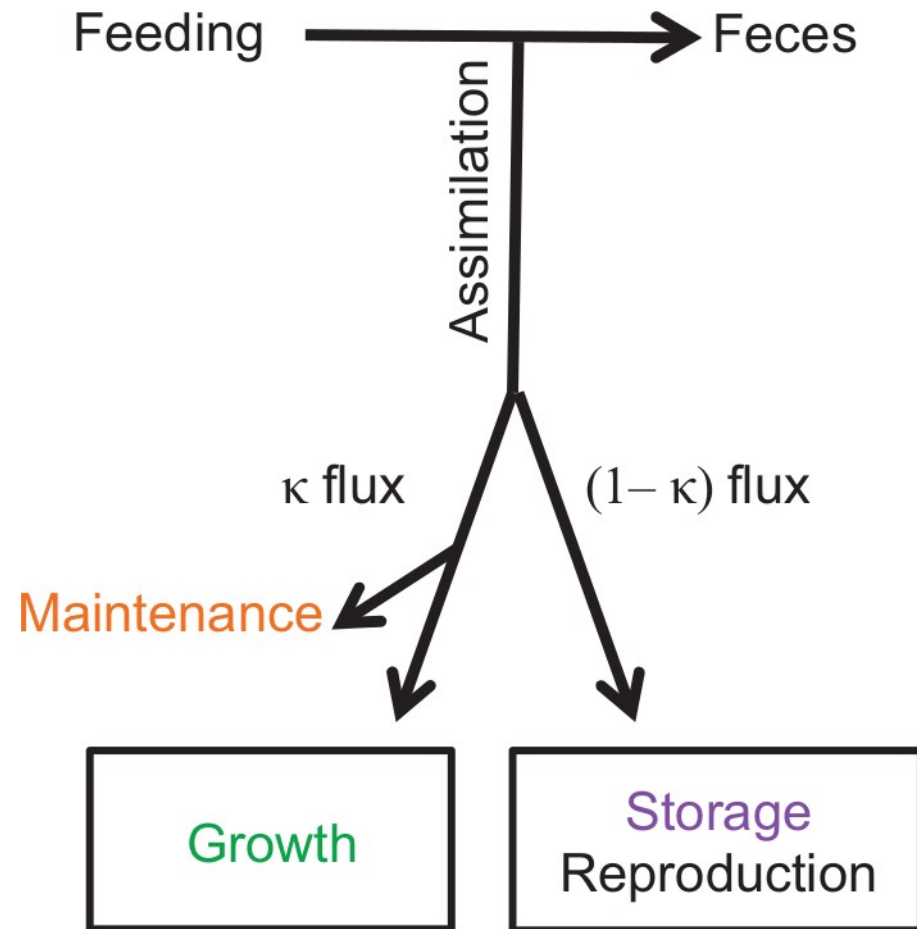 Feeding
Feces
Assimilation
κ flux
(1– κ) flux
Maintenance
Growth
Storage
Reproduction